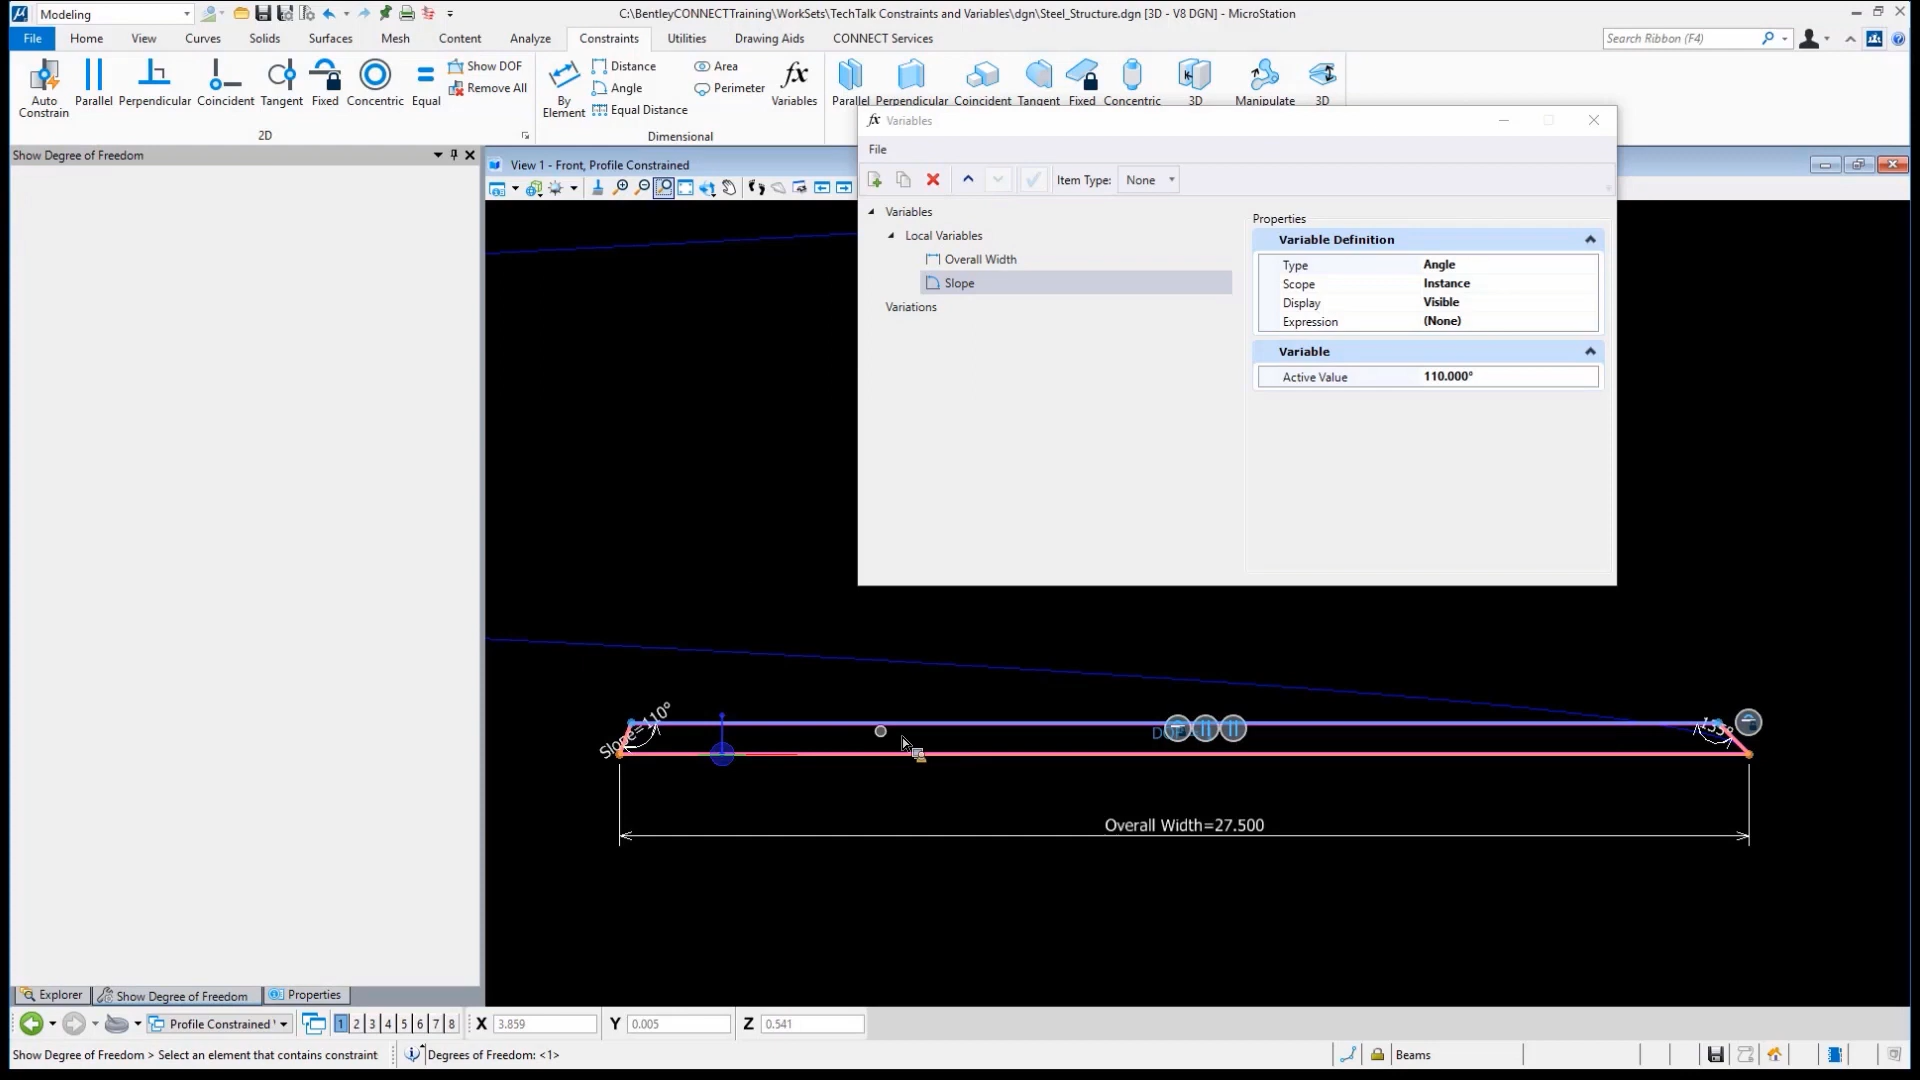 Modeling
C:\BentleyCONNECTTraining\WorkSets\TechTalk Constraints and Variables\dgn\Steel_Structure.dgn [3D - V8 DGN] - MicroStation
File Home View Curves Solids Surfaces Mesh Content Analyze Constraints Utilities Drawing Aids CONNECT Services
Search Ribbon (F4)
Auto Constrain
Parallel
Perpendicular
Coincident
Tangent
Fixed
Concentric
Equal
Show DOF
Remove All
2D
By Element
Distance
Angle
Equal Distance
Area
Perimeter
Variables
Dimensional
Parallel Perpendicular Coincident Tangent Fixed Concentric 3D Manipulate 3D
Show Degree of Freedom
View 1 - Front, Profile Constrained
fx Variables
File
Item Type: None
Variables
Local Variables
Overall Width
Slope
Variations
Properties
Variable Definition
Type Angle
Scope Instance
Display Visible
Expression (None)
Variable
Active Value 110.000°
Slope=110°
135°
Overall Width=27.500
Explorer Show Degree of Freedom Properties
Profile Constrained
1 2 3 4 5 6 7 8
X 3.859 Y 0.005 Z 0.541
Show Degree of Freedom > Select an element that contains constraint
Degrees of Freedom: <1>
Beams